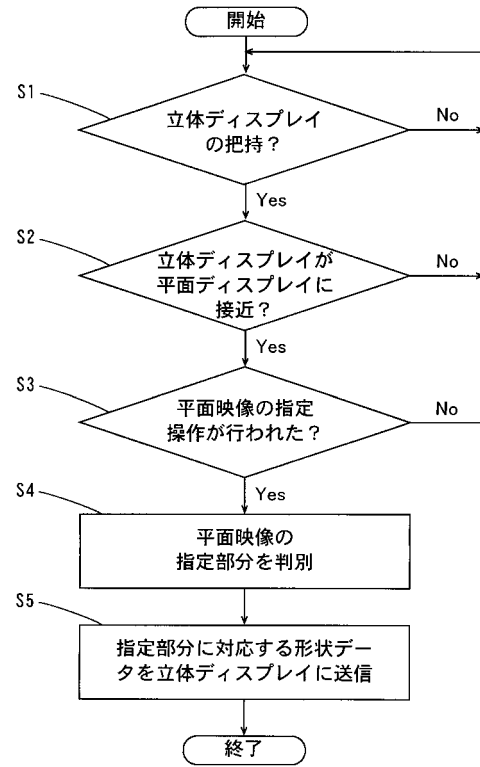 開始
S1
立体ディスプレイ
の把持？
No
Yes
S2
立体ディスプレイが
平面ディスプレイに
接近？
No
Yes
S3
平面映像の指定
操作が行われた？
No
Yes
S4
平面映像の
指定部分を判別
S5
指定部分に対応する形状デー
タを立体ディスプレイに送信
終了